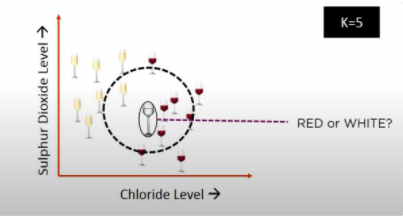 K=5
Sulphur Dioxide Level →
RED or WHITE?
Chloride Level →